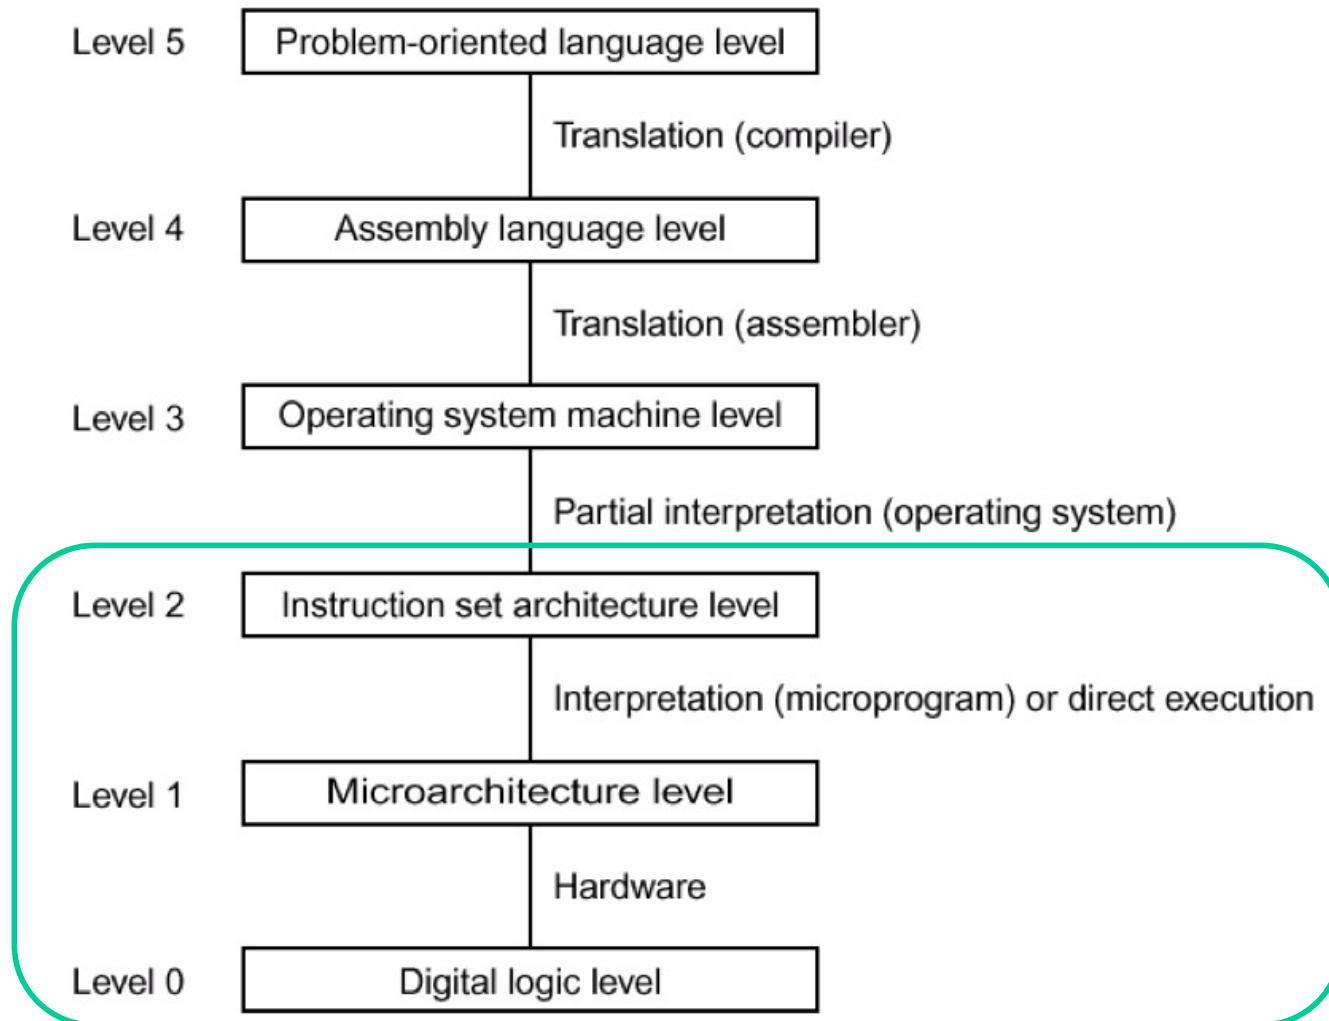 Level 5 Problem-oriented language level
Translation (compiler)
Level 4 Assembly language level
Translation (assembler)
Level 3 Operating system machine level
Partial interpretation (operating system)
Level 2 Instruction set architecture level
Interpretation (microprogram) or direct execution
Level 1 Microarchitecture level
Hardware
Level 0 Digital logic level